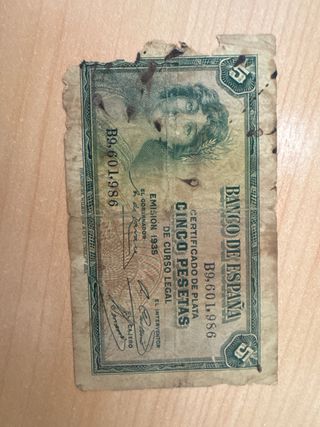 5
BANCO DE ESPAÑA
B9,601,986
B9,601,986
CERTIFICADO DE PLATA
CINCO PESETAS
DE CURSO LEGAL
EMISION 1935
EL GOBERNADOR
EL INTERVENTOR
EL CAJERO
5